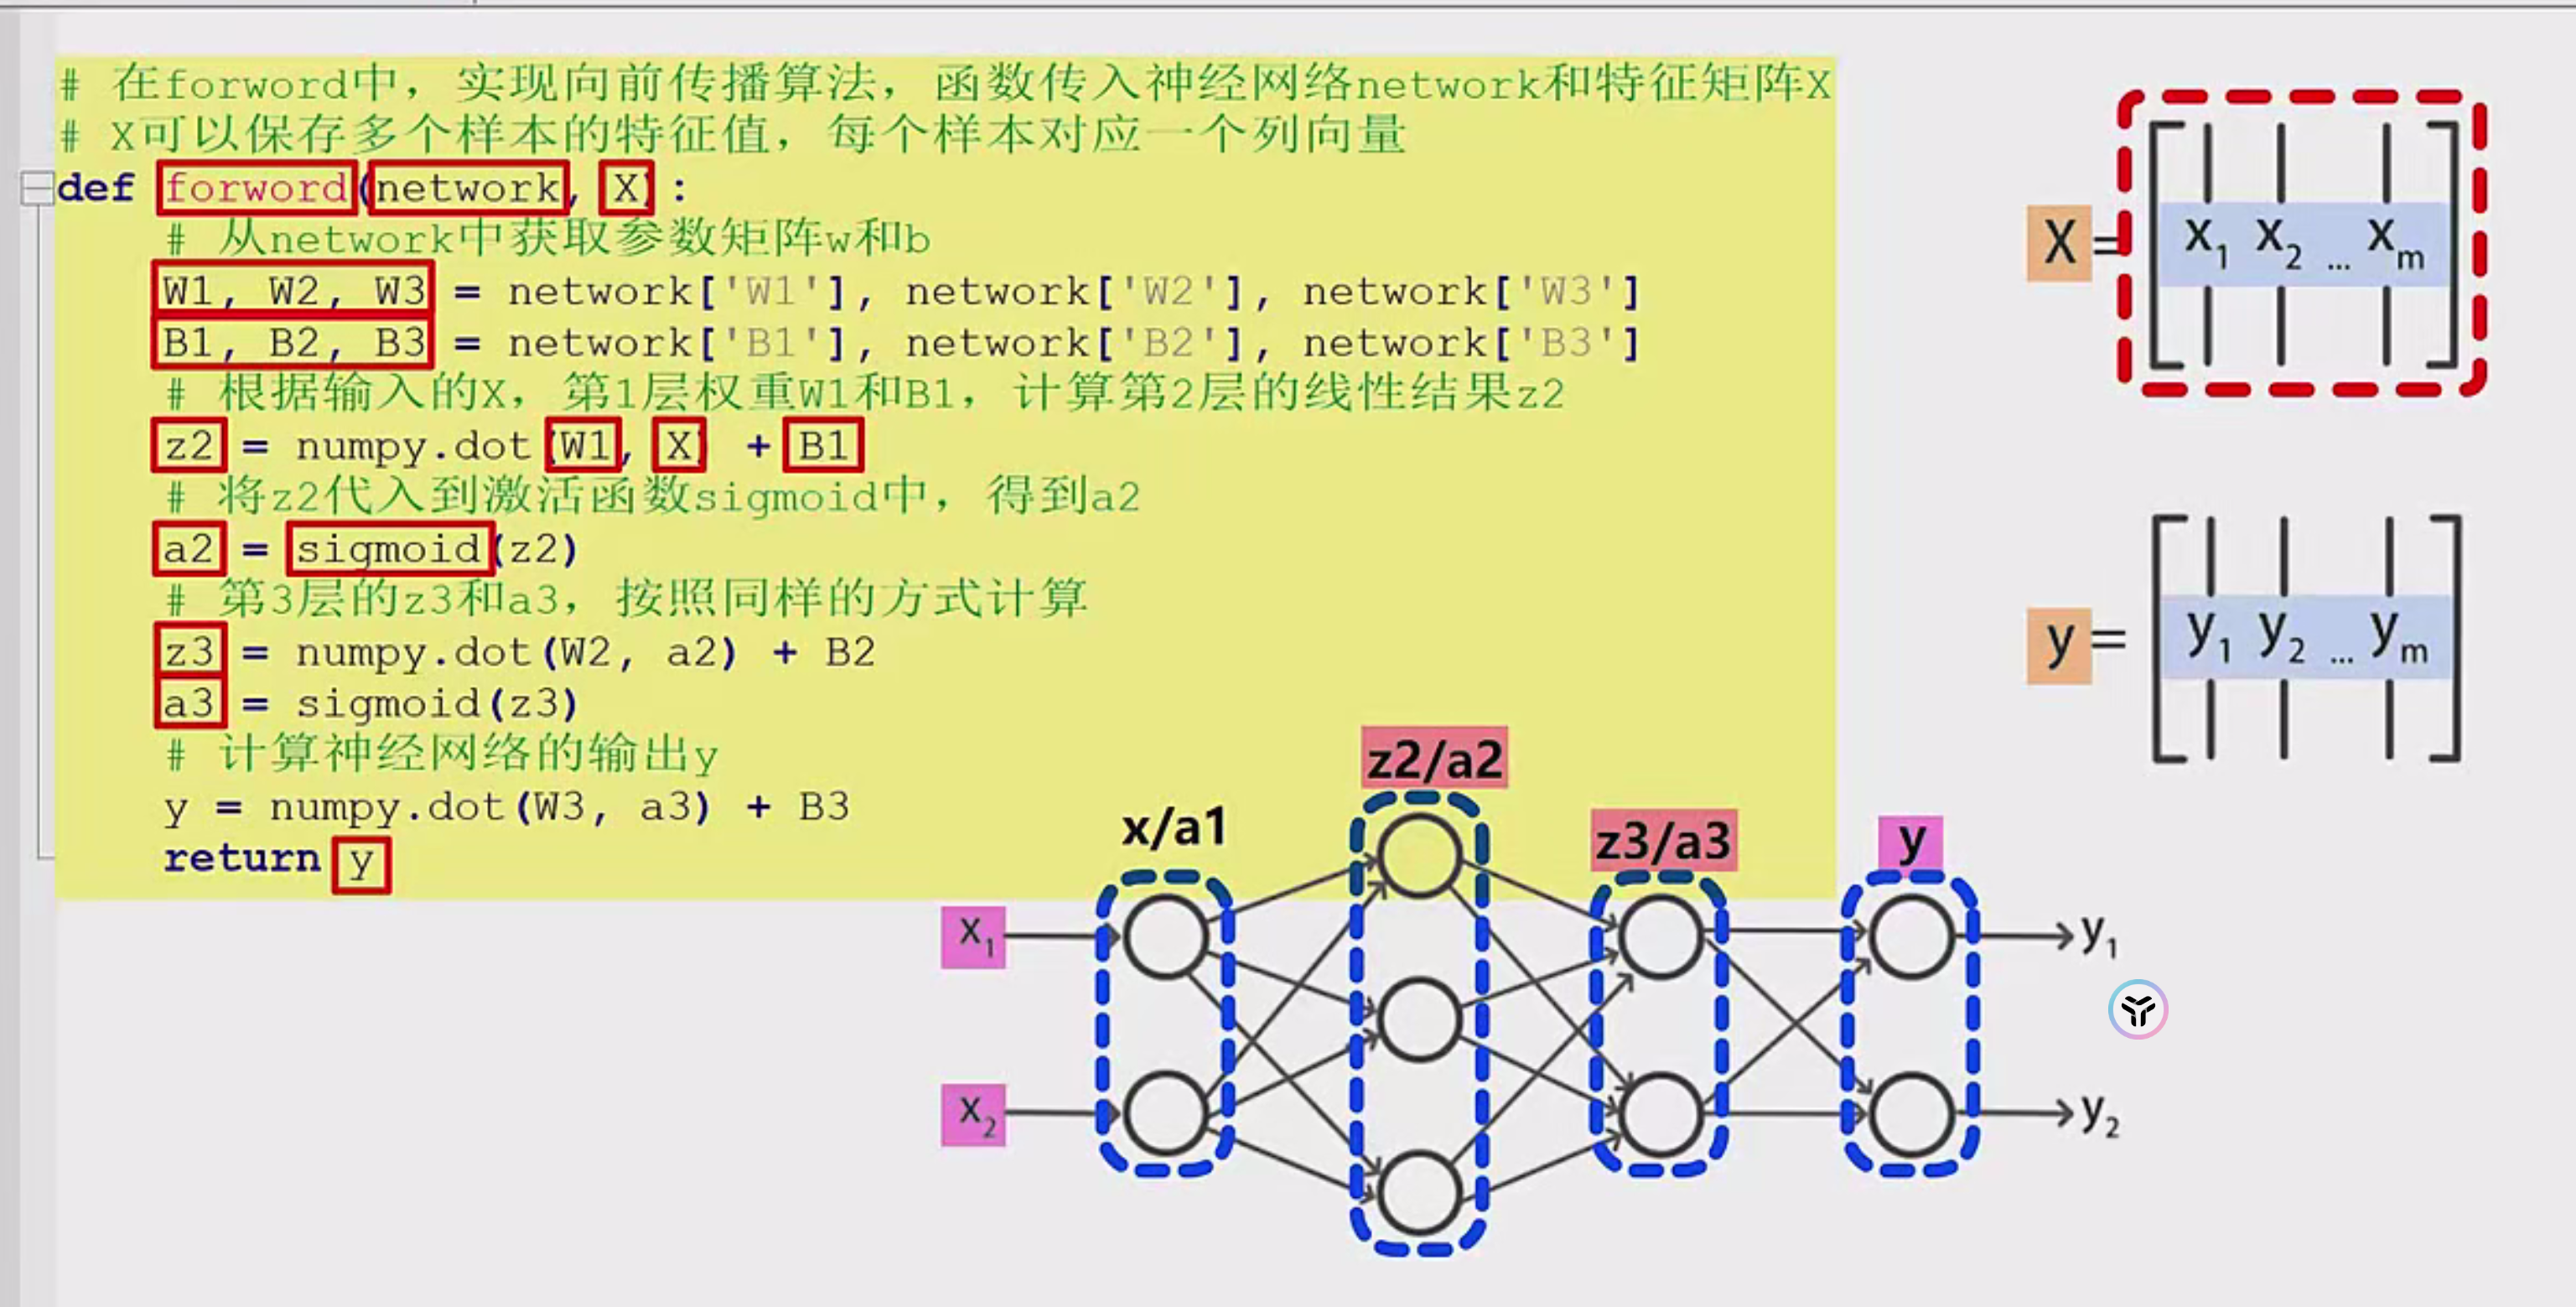 # 在forword中，实现向前传播算法，函数传入神经网络network和特征矩阵X
# X可以保存多个样本的特征值，每个样本对应一个列向量
def forword(network, X):
# 从network中获取参数矩阵w和b
W1, W2, W3 = network['W1'], network['W2'], network['W3']
B1, B2, B3 = network['B1'], network['B2'], network['B3']
# 根据输入的X，第1层权重W1和B1，计算第2层的线性结果z2
z2 = numpy.dot(W1, X) + B1
# 将z2代入到激活函数sigmoid中，得到a2
a2 = sigmoid(z2)
# 第3层的z3和a3，按照同样的方式计算
z3 = numpy.dot(W2, a2) + B2
a3 = sigmoid(z3)
# 计算神经网络的输出y
y = numpy.dot(W3, a3) + B3
return y
X = x1 x2 ... xm
y = y1 y2 ... ym
x/a1
z2/a2
z3/a3
y
x1
x2
y1
y2